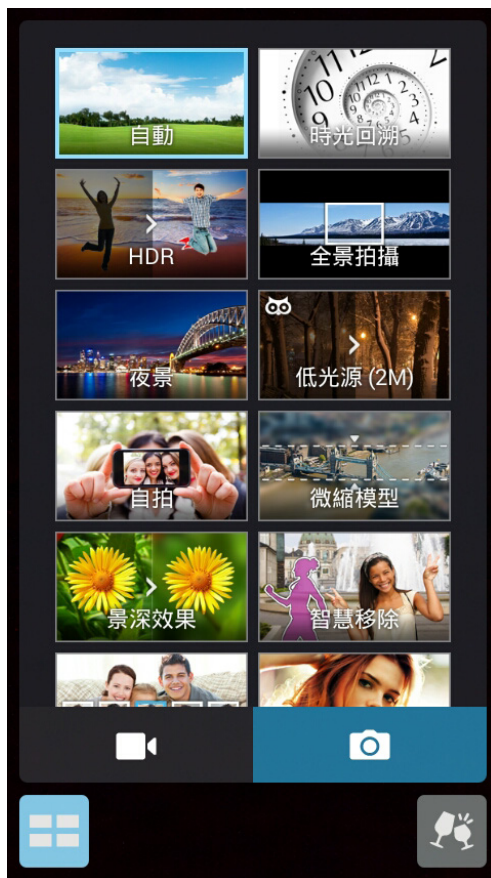 自動
時光回溯
HDR
全景拍攝
夜景
低光源 (2M)
自拍
微縮模型
景深效果
智慧移除